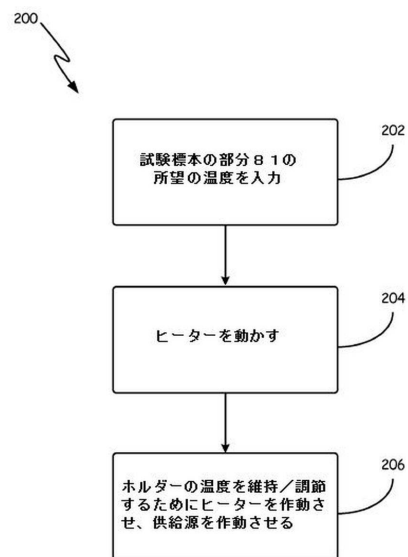 200
202
試験標本の部分81の
所望の温度を入力
204
ヒーターを動かす
206
ホルダーの温度を維持/調節
するためにヒーターを作動さ
せ、供給源を作動させる